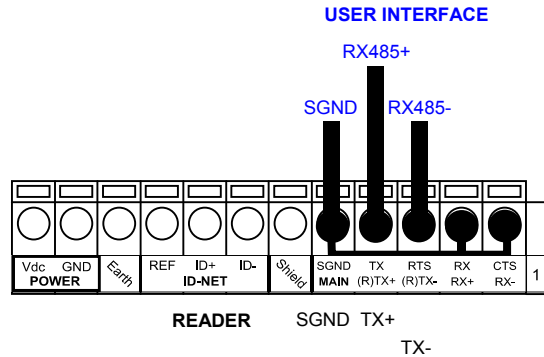 USER INTERFACE
RX485+
SGND RX485-
Vdc GND Earth REF ID+ ID- Shield SGND TX RTS RX CTS 1
POWER ID-NET MAIN (R)TX+ (R)TX- RX+ RX-
READER SGND TX+
TX-